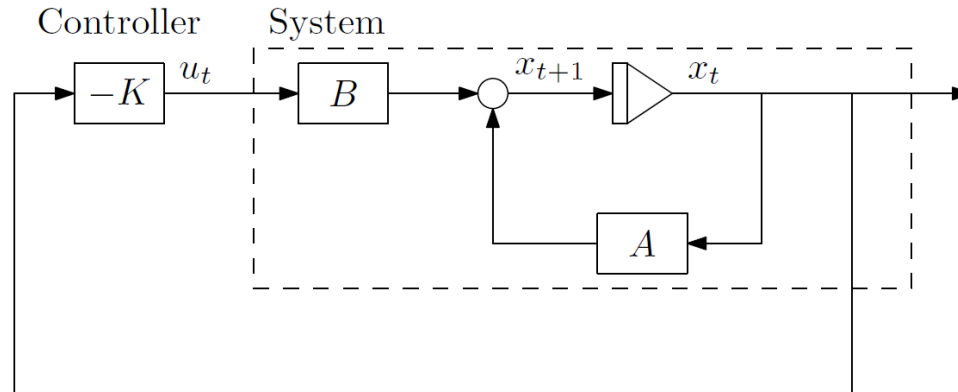 Controller System
-K u_t B x_{t+1} x_t
A